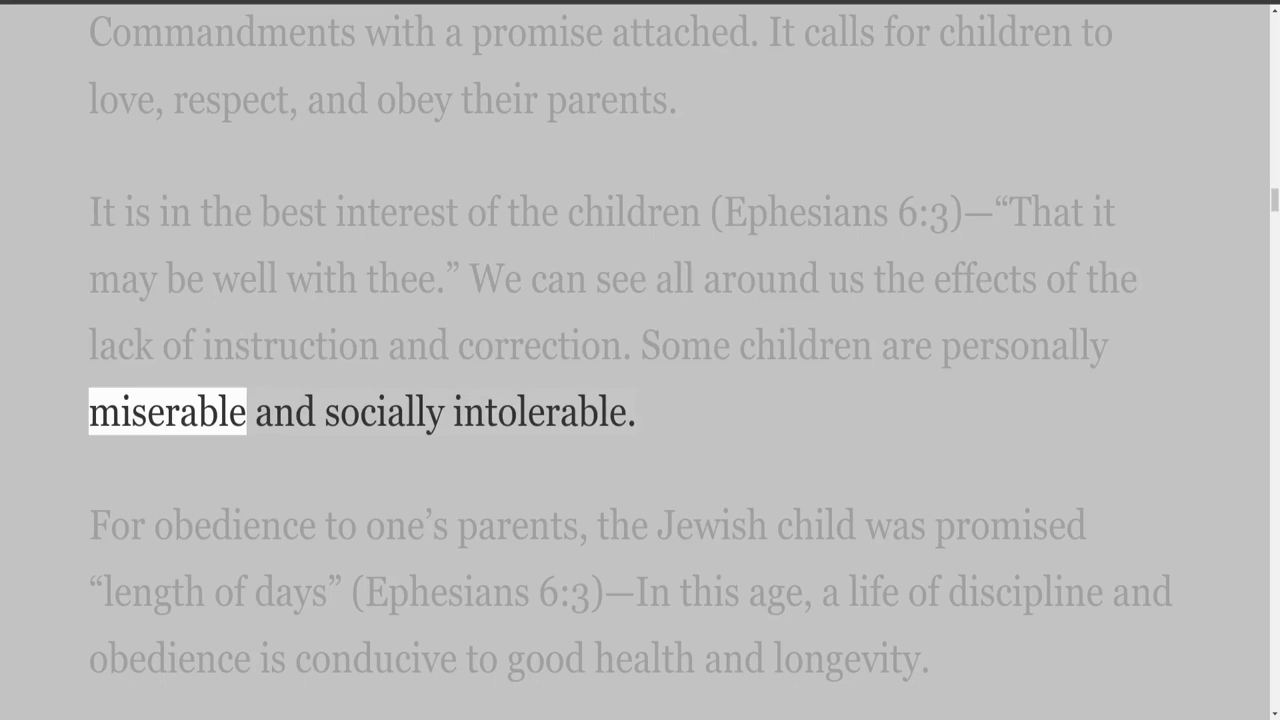 Commandments with a promise attached. It calls for children to
love, respect, and obey their parents.
It is in the best interest of the children (Ephesians 6:3)—“That it
may be well with thee.” We can see all around us the effects of the
lack of instruction and correction. Some children are personally
miserable and socially intolerable.
For obedience to one’s parents, the Jewish child was promised
“length of days” (Ephesians 6:3)—In this age, a life of discipline and
obedience is conducive to good health and longevity.